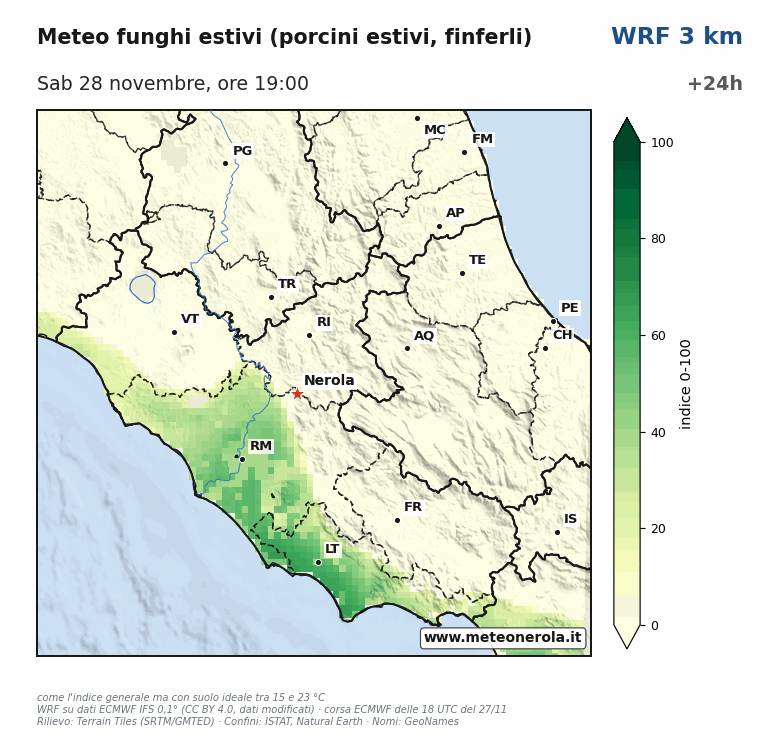 Meteo funghi estivi (porcini estivi, finferli)
WRF 3 km
Sab 28 novembre, ore 19:00
+24h
MC
FM
PG
AP
TE
TR
PE
VT
RI
AQ
CH
Nerola
RM
FR
IS
LT
www.meteonerola.it
100
80
60
40
20
0
indice 0-100
come l'indice generale ma con suolo ideale tra 15 e 23 °C
WRF su dati ECMWF IFS 0,1° (CC BY 4.0, dati modificati) · corsa ECMWF delle 18 UTC del 27/11
Rilievo: Terrain Tiles (SRTM/GMTED) · Confini: ISTAT, Natural Earth · Nomi: GeoNames